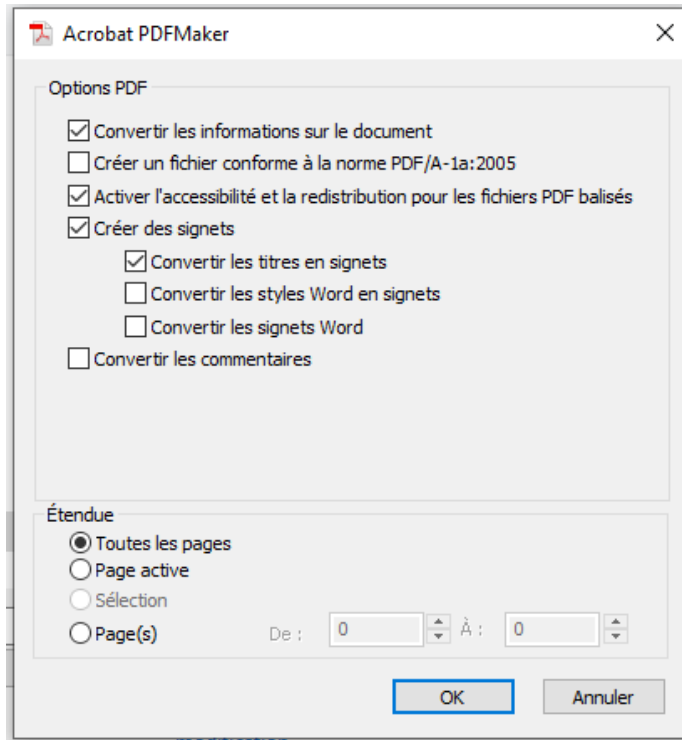 Acrobat PDFMaker
Options PDF
Convertir les informations sur le document
Créer un fichier conforme à la norme PDF/A-1a:2005
Activer l'accessibilité et la redistribution pour les fichiers PDF balisés
Créer des signets
Convertir les titres en signets
Convertir les styles Word en signets
Convertir les signets Word
Convertir les commentaires
Étendue
Toutes les pages
Page active
Sélection
Page(s) De : 0 À : 0
OK Annuler